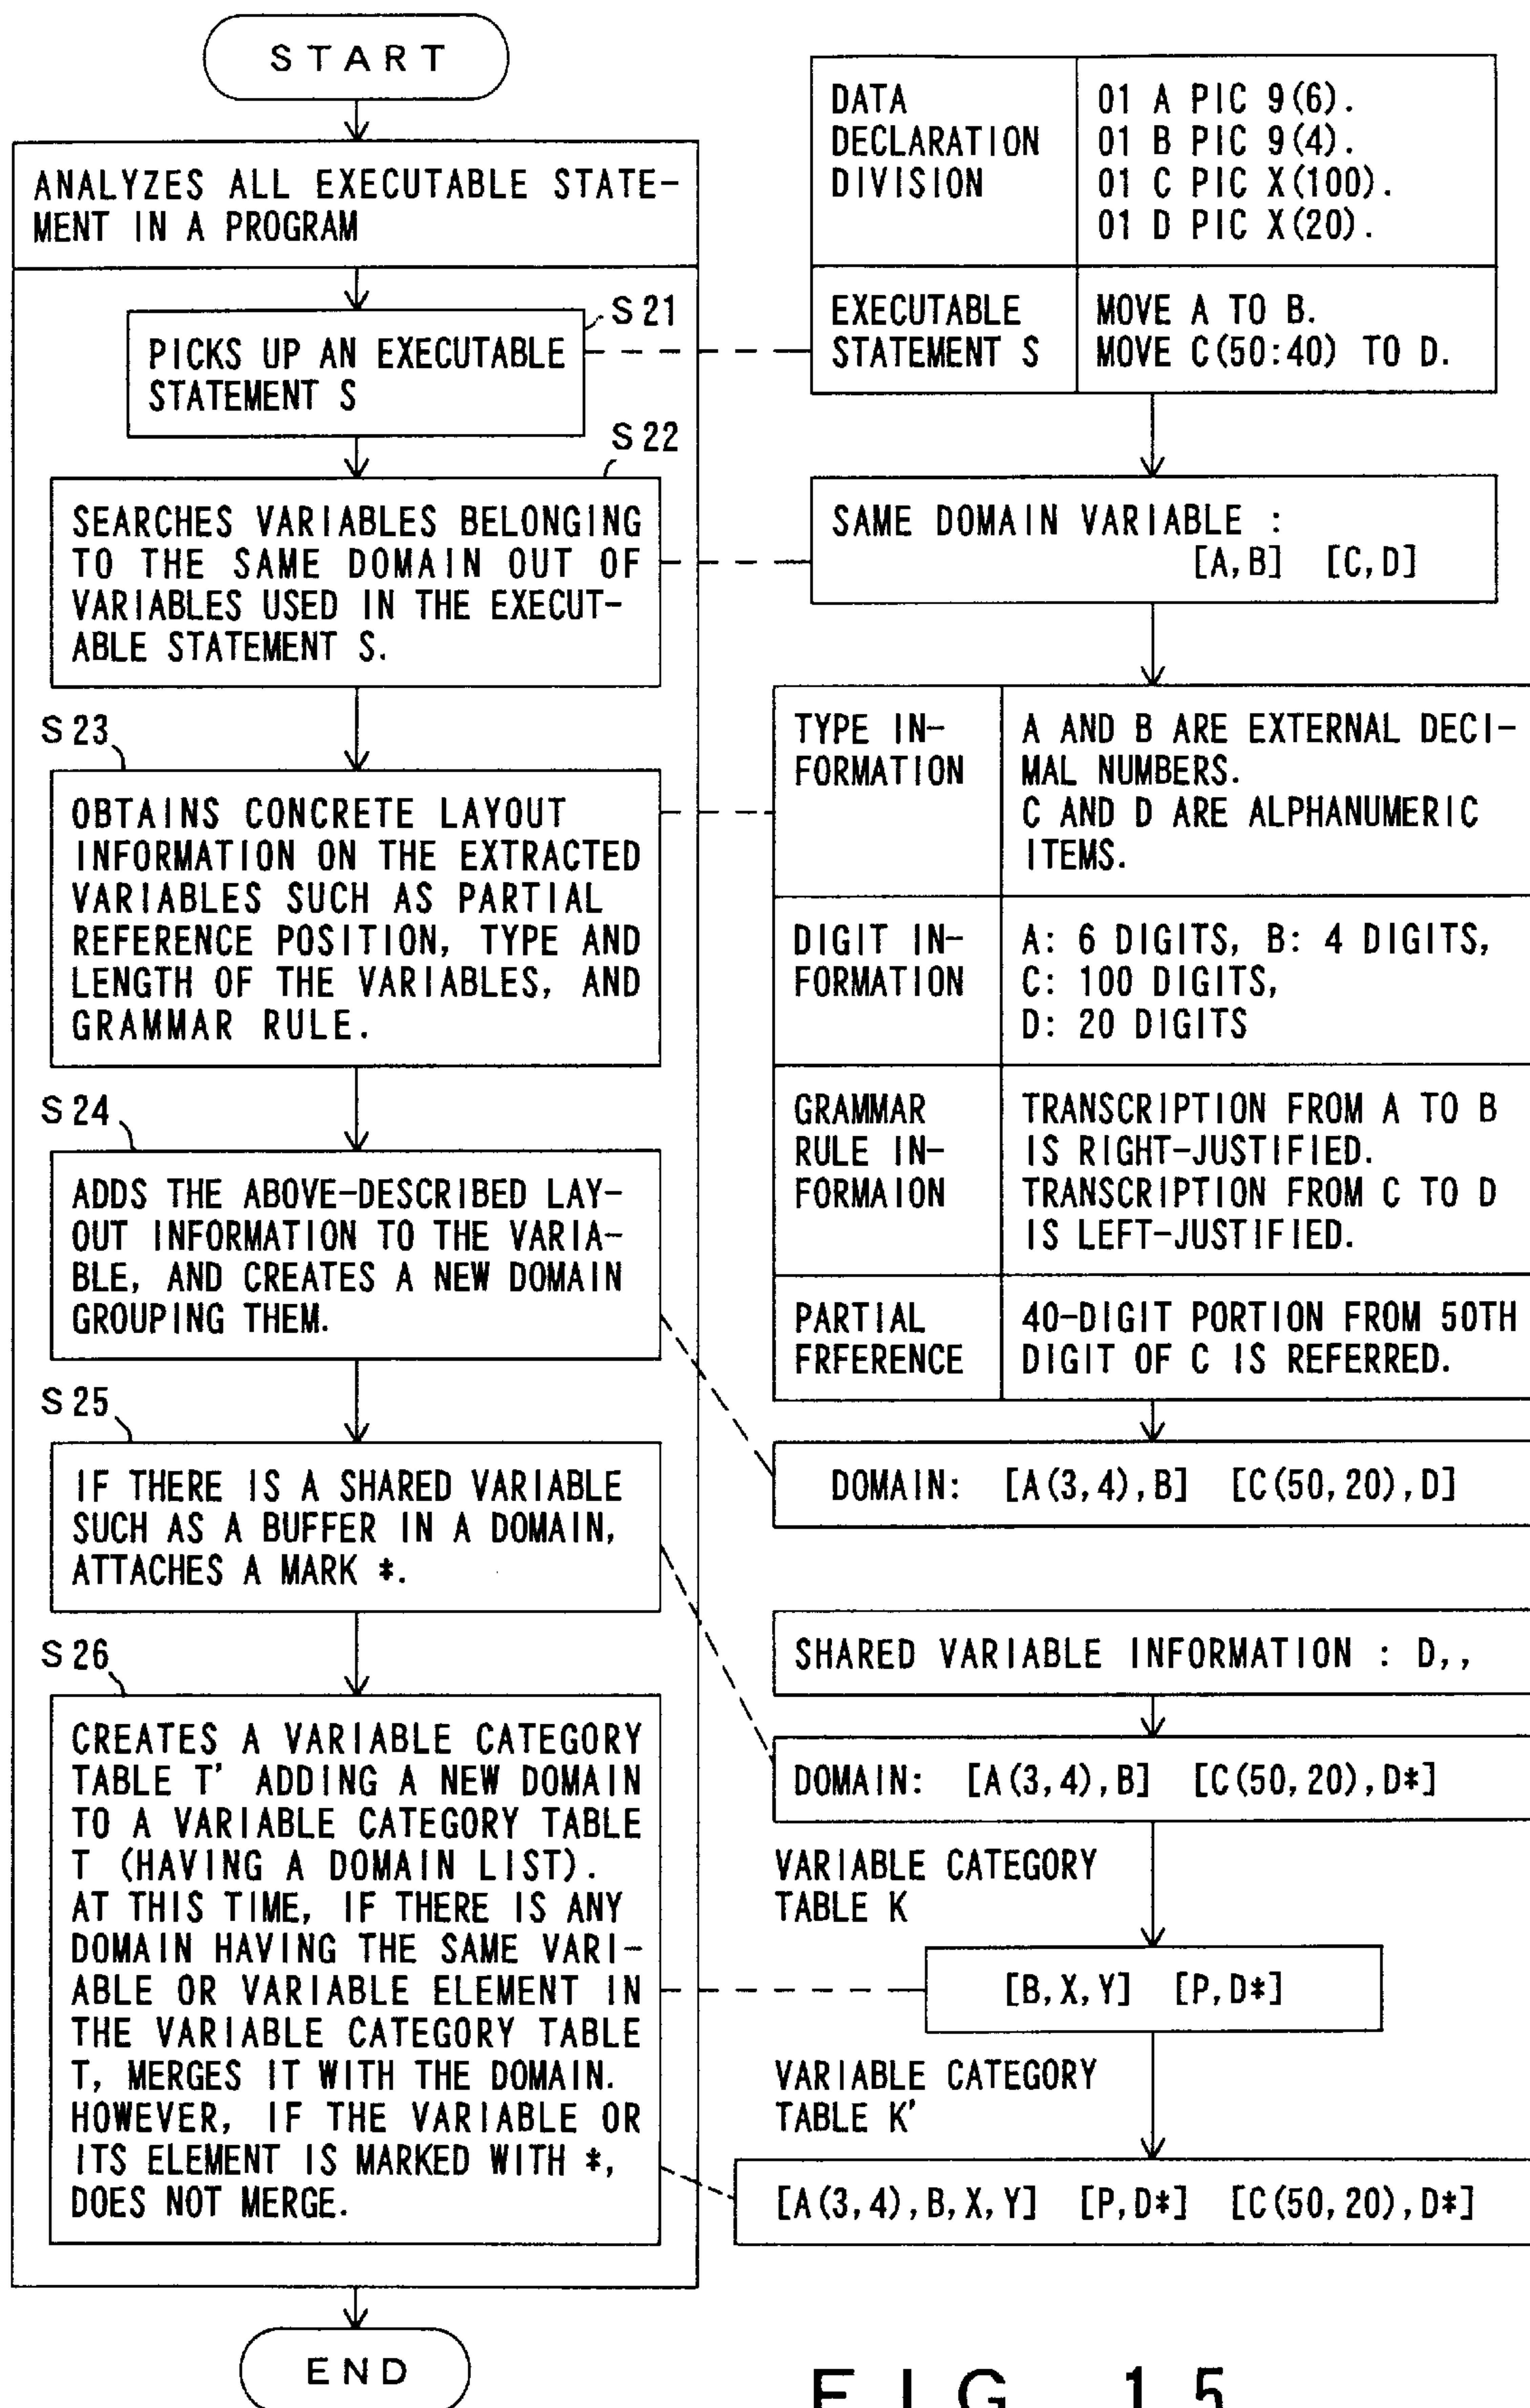 START
ANALYZES ALL EXECUTABLE STATE-
MENT IN A PROGRAM
S21
PICKS UP AN EXECUTABLE
STATEMENT S
S22
SEARCHES VARIABLES BELONGING
TO THE SAME DOMAIN OUT OF
VARIABLES USED IN THE EXECUT-
ABLE STATEMENT S.
S23
OBTAINS CONCRETE LAYOUT
INFORMATION ON THE EXTRACTED
VARIABLES SUCH AS PARTIAL
REFERENCE POSITION, TYPE AND
LENGTH OF THE VARIABLES, AND
GRAMMAR RULE.
S24
ADDS THE ABOVE-DESCRIBED LAY-
OUT INFORMATION TO THE VARIA-
BLE, AND CREATES A NEW DOMAIN
GROUPING THEM.
S25
IF THERE IS A SHARED VARIABLE
SUCH AS A BUFFER IN A DOMAIN,
ATTACHES A MARK *.
S26
CREATES A VARIABLE CATEGORY
TABLE T' ADDING A NEW DOMAIN
TO A VARIABLE CATEGORY TABLE
T (HAVING A DOMAIN LIST).
AT THIS TIME, IF THERE IS ANY
DOMAIN HAVING THE SAME VARI-
ABLE OR VARIABLE ELEMENT IN
THE VARIABLE CATEGORY TABLE
T, MERGES IT WITH THE DOMAIN.
HOWEVER, IF THE VARIABLE OR
ITS ELEMENT IS MARKED WITH *,
DOES NOT MERGE.
END
DATA
DECLARATION
DIVISION
01 A PIC 9(6).
01 B PIC 9(4).
01 C PIC X(100).
01 D PIC X(20).
EXECUTABLE
STATEMENT S
MOVE A TO B.
MOVE C(50:40) TO D.
SAME DOMAIN VARIABLE :
[A,B] [C,D]
TYPE IN-
FORMATION
A AND B ARE EXTERNAL DECI-
MAL NUMBERS.
C AND D ARE ALPHANUMERIC
ITEMS.
DIGIT IN-
FORMATION
A: 6 DIGITS, B: 4 DIGITS,
C: 100 DIGITS,
D: 20 DIGITS
GRAMMAR
RULE IN-
FORMAION
TRANSCRIPTION FROM A TO B
IS RIGHT-JUSTIFIED.
TRANSCRIPTION FROM C TO D
IS LEFT-JUSTIFIED.
PARTIAL
FRFERENCE
40-DIGIT PORTION FROM 50TH
DIGIT OF C IS REFERRED.
DOMAIN: [A(3,4),B] [C(50,20),D]
SHARED VARIABLE INFORMATION : D,,
DOMAIN: [A(3,4),B] [C(50,20),D*]
VARIABLE CATEGORY
TABLE K
[B,X,Y] [P,D*]
VARIABLE CATEGORY
TABLE K'
[A(3,4),B,X,Y] [P,D*] [C(50,20),D*]
FIG. 15